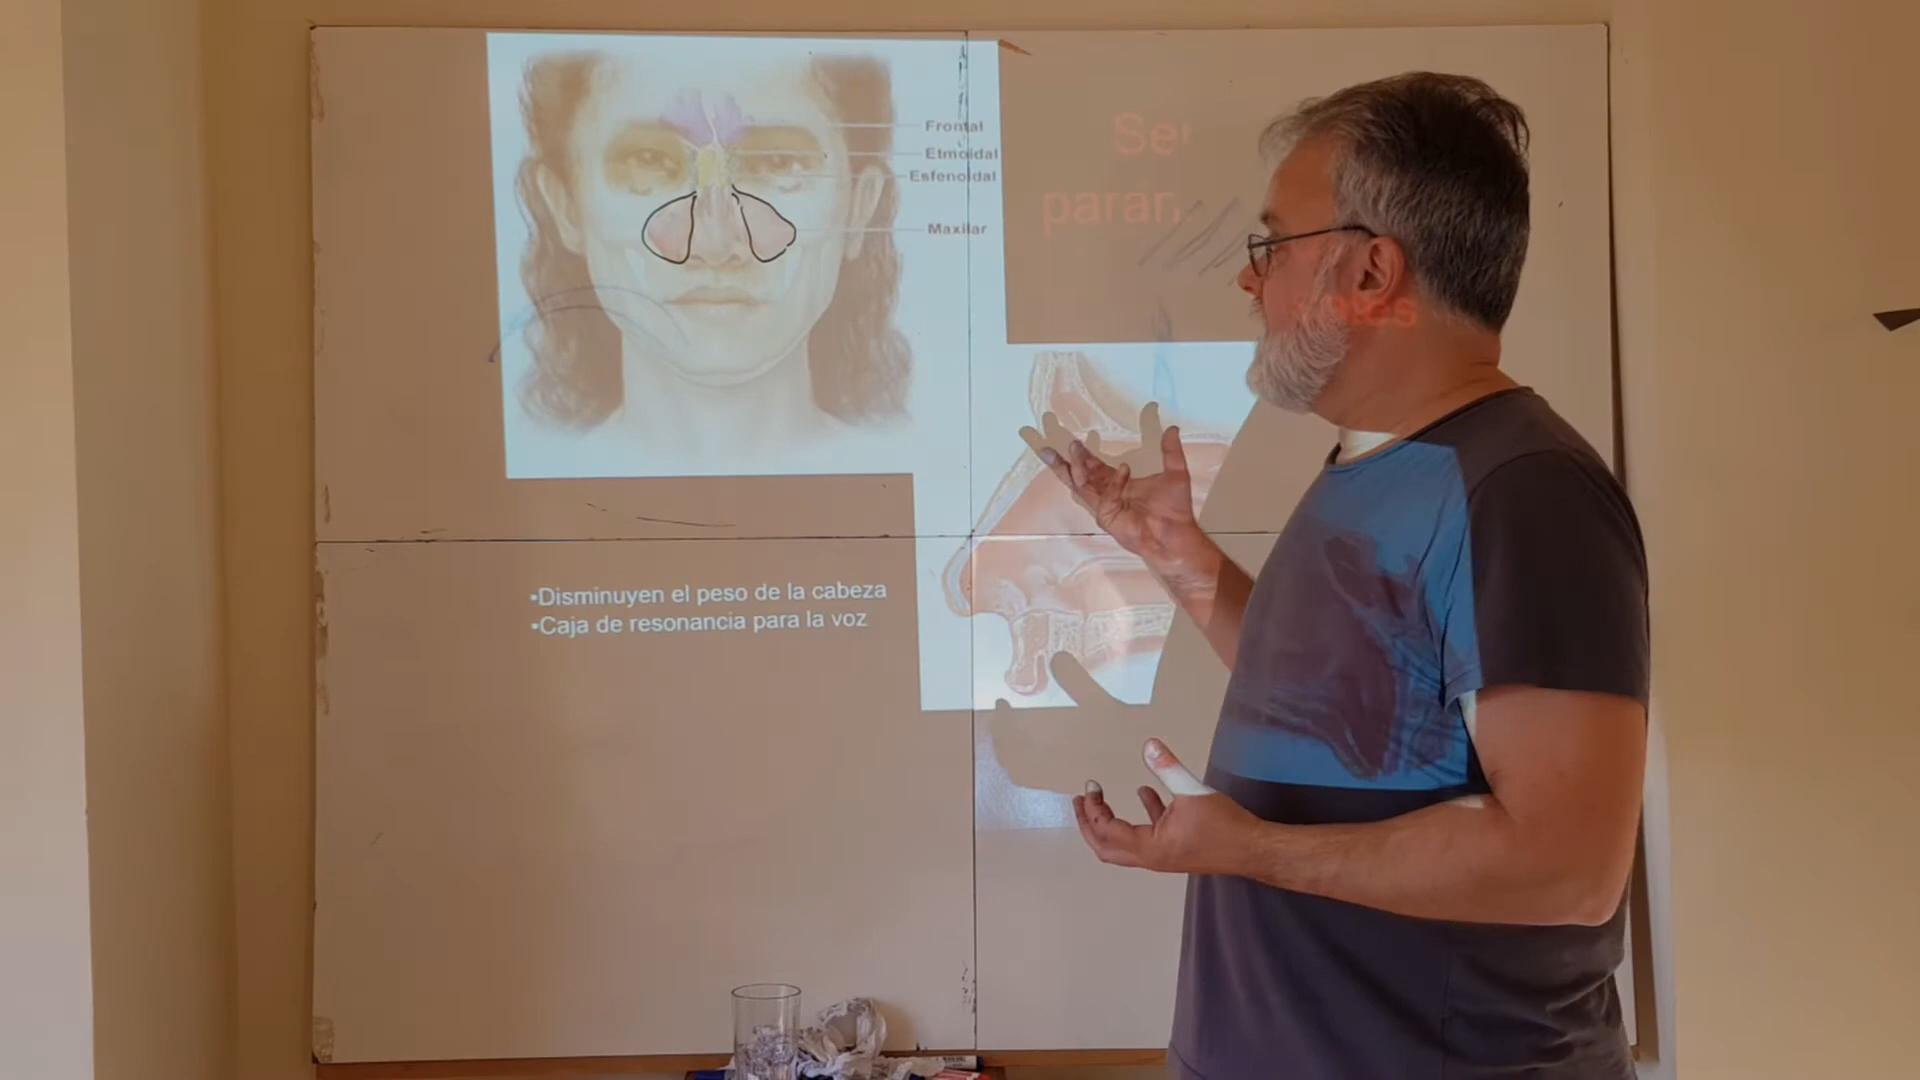 Frontal
Etmoidal
Esfenoidal
Maxilar
•Disminuyen el peso de la cabeza
•Caja de resonancia para la voz